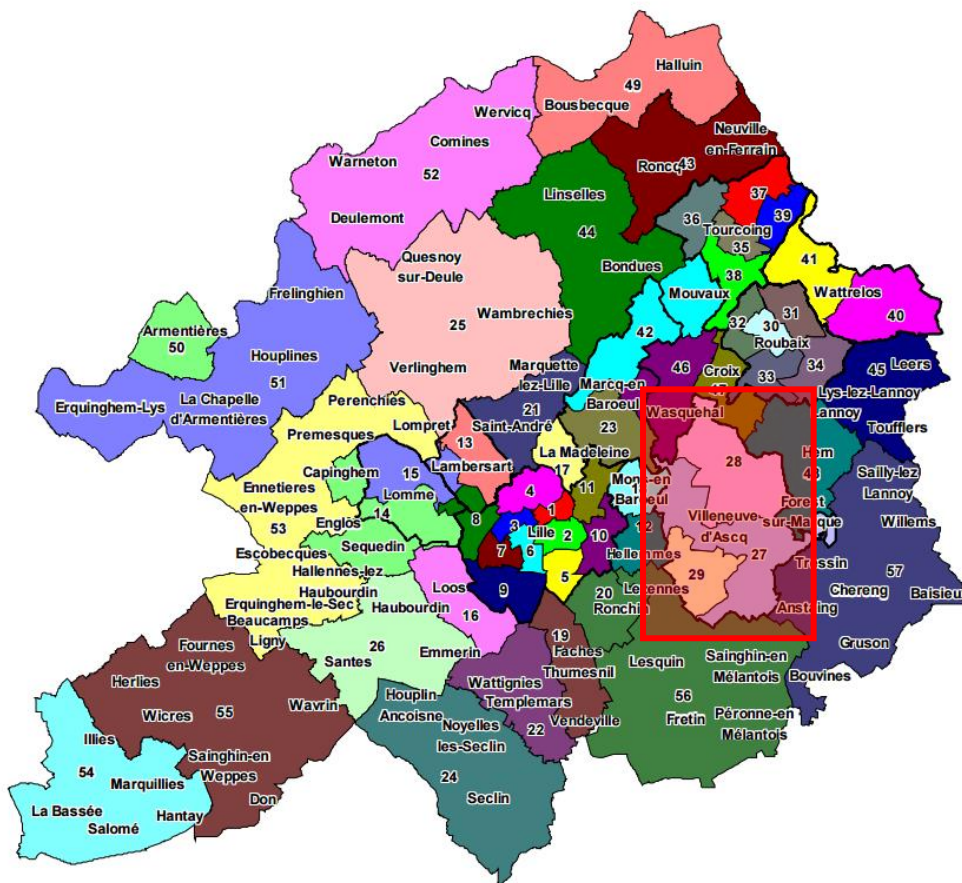 Halluin
49
Bousbecque
Wervicq
Neuville
en-Ferrain
Comines
Roncq
43
Warneton
52
Linselles
37
36
39
Deulemont
Tourcoing
44
35
Quesnoy
sur-Deule
Bondues
38
41
Frelinghien
Mouvaux
Wattrelos
Armentières
50
Wambrechies
25
42
32
30
31
40
Roubaix
Houplines
51
Verlinghem
Marquette
lez-Lille
46
Croix
33
34
45
Leers
La Chapelle
d'Armentières
Erquinghem-Lys
Perenchies
Marcq-en
Baroeul
Lys-lez-Lannoy
Lannoy
Premesques
Lompret
21
Saint-André
Wasquehal
Toufflers
13
23
Hem
28
La Madeleine
17
Capinghem
15
Lambersart
Mons-en
Baroeul
Sailly-lez
Lannoy
Ennetieres
en-Weppes
Lomme
14
4
11
Forest
sur-Marque
Willems
53
Englos
8
3
1
Lille
2
10
12
Villeneuve
d'Ascq
Escobecques
Sequedin
7
6
Hellemmes
27
Tressin
57
Hallennes-lez
Haubourdin
Loos
9
5
20
Ronchin
Lezennes
29
Chereng
Baisieux
Erquinghem-le-Sec
Beaucamps
Ligny
Haubourdin
16
Anstaing
Fournes
en-Weppes
26
Santes
Emmerin
19
Faches
Thumesnil
Lesquin
Sainghin-en
Mélantois
Gruson
Bouvines
Herlies
Wavrin
Houplin-
Ancoisne
Wattignies
Templemars
56
Wicres
55
Noyelles
les-Seclin
22
Vendeville
Fretin
Péronne-en
Mélantois
Illies
54
Sainghin-en
Weppes
24
Marquillies
Seclin
La Bassée
Salomé
Hantay
Don